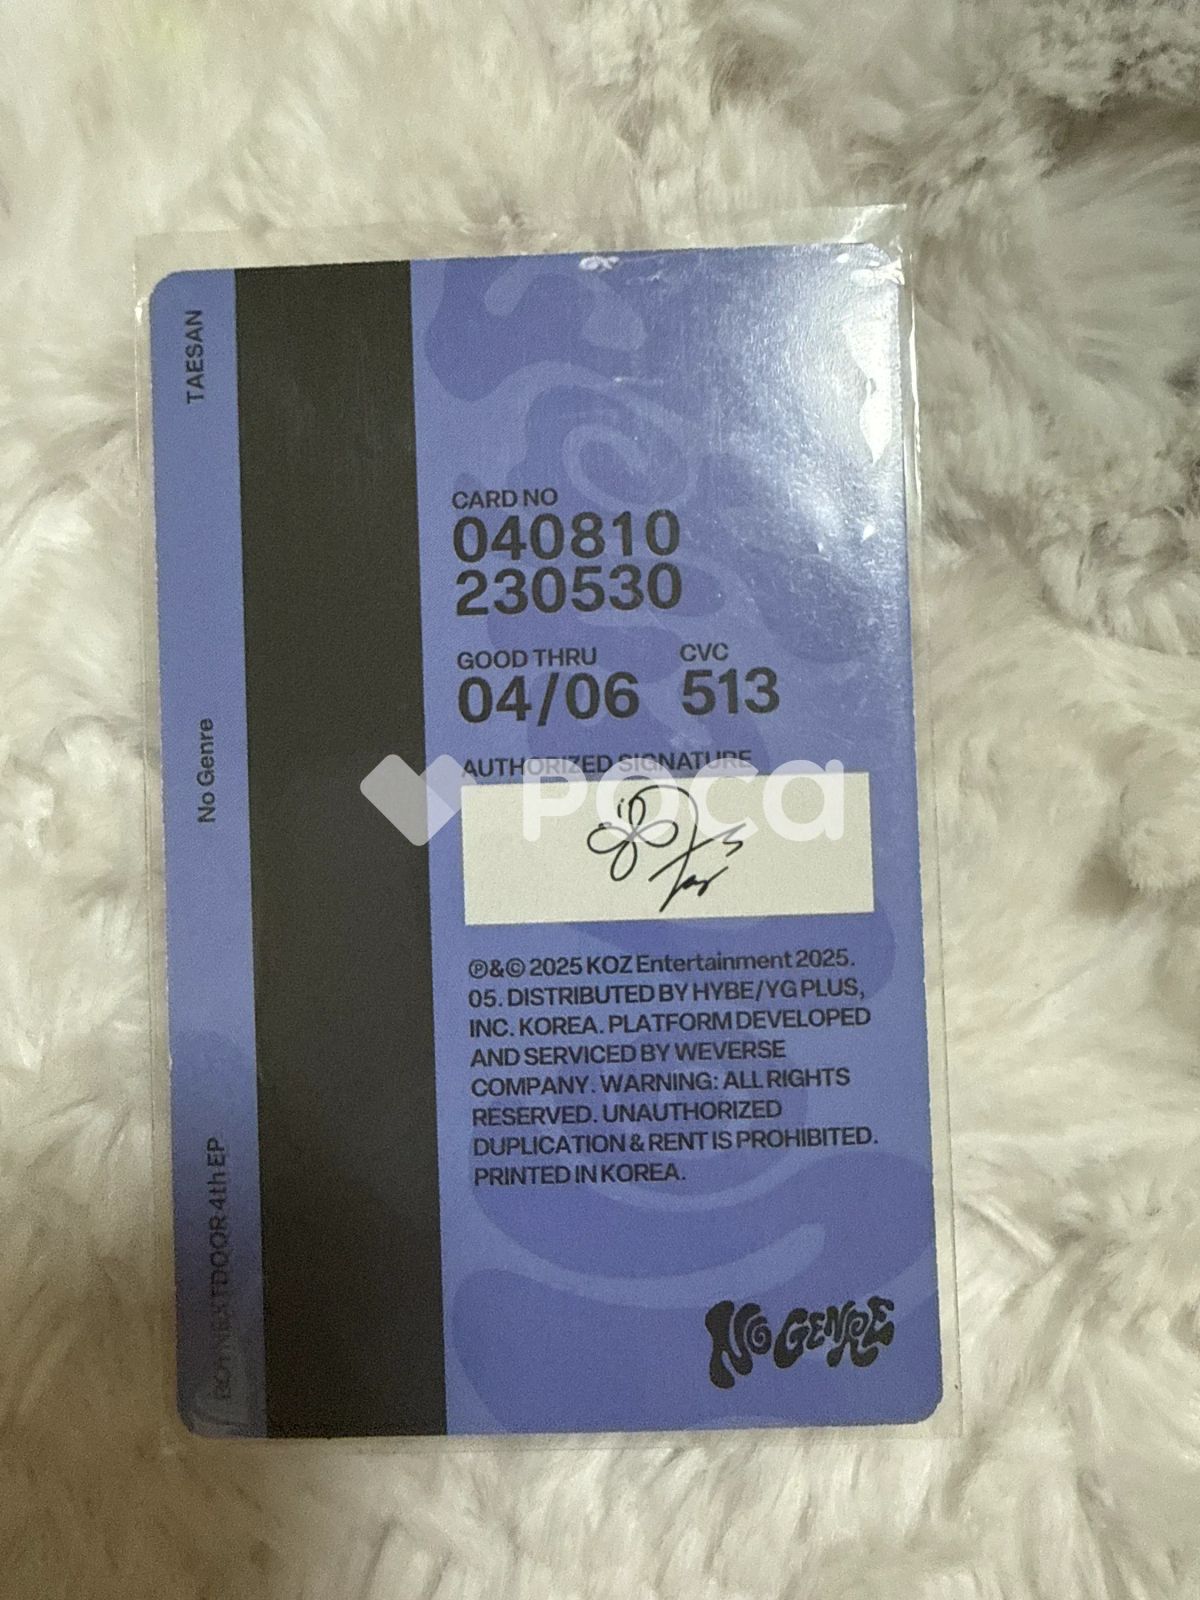 TAESAN
No Genre
BOYNEXTDOOR 4th EP
CARD NO
040810
230530
GOOD THRU CVC
04/06 513
AUTHORIZED SIGNATURE
poca
℗&© 2025 KOZ Entertainment 2025.
05. DISTRIBUTED BY HYBE/YG PLUS,
INC. KOREA. PLATFORM DEVELOPED
AND SERVICED BY WEVERSE
COMPANY. WARNING: ALL RIGHTS
RESERVED. UNAUTHORIZED
DUPLICATION & RENT IS PROHIBITED.
PRINTED IN KOREA.
NO GENRE